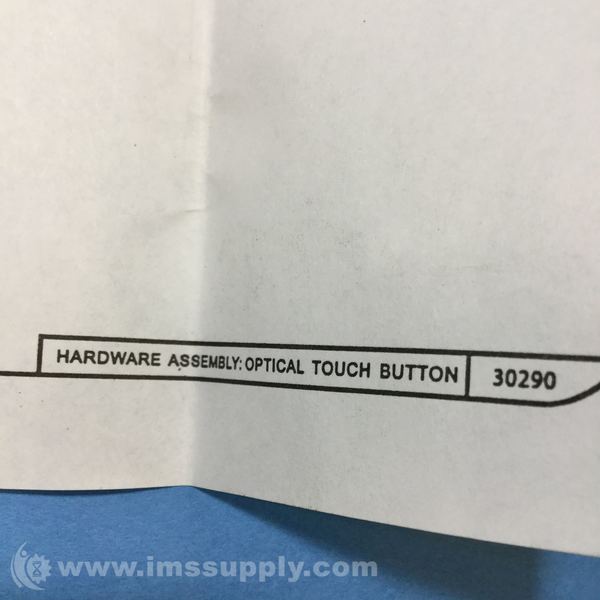 HARDWARE ASSEMBLY: OPTICAL TOUCH BUTTON 30290
www.imssupply.com